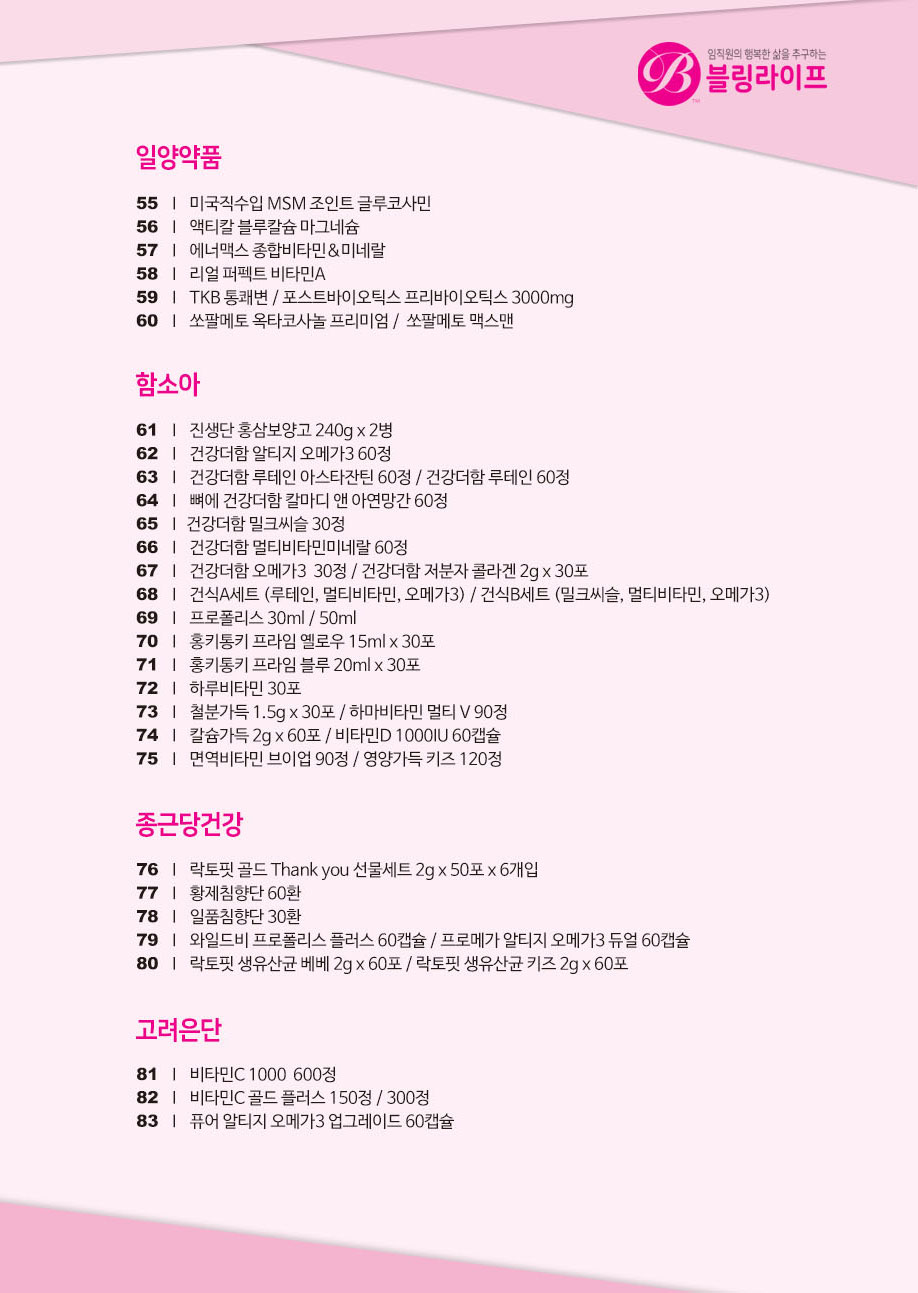 임직원의 행복한 삶을 추구하는
B
블링라이프
TM
일양약품
55 | 미국직수입 MSM 조인트 글루코사민
56 | 액티칼 블루칼슘 마그네슘
57 | 에너맥스 종합비타민&미네랄
58 | 리얼 퍼펙트 비타민A
59 | TKB 통쾌변 / 포스트바이오틱스 프리바이오틱스 3000mg
60 | 쏘팔메토 옥타코사놀 프리미엄 / 쏘팔메토 맥스맨
함소아
61 | 진생단 홍삼보양고 240g x 2병
62 | 건강더함 알티지 오메가3 60정
63 | 건강더함 루테인 아스타잔틴 60정 / 건강더함 루테인 60정
64 | 뼈에 건강더함 칼마디 앤 아연망간 60정
65 | 건강더함 밀크씨슬 30정
66 | 건강더함 멀티비타민미네랄 60정
67 | 건강더함 오메가3 30정 / 건강더함 저분자 콜라겐 2g x 30포
68 | 건식A세트 (루테인, 멀티비타민, 오메가3) / 건식B세트 (밀크씨슬, 멀티비타민, 오메가3)
69 | 프로폴리스 30ml / 50ml
70 | 홍키통키 프라임 옐로우 15ml x 30포
71 | 홍키통키 프라임 블루 20ml x 30포
72 | 하루비타민 30포
73 | 철분가득 1.5g x 30포 / 하마비타민 멀티 V 90정
74 | 칼슘가득 2g x 60포 / 비타민D 1000IU 60캡슐
75 | 면역비타민 브이업 90정 / 영양가득 키즈 120정
종근당건강
76 | 락토핏 골드 Thank you 선물세트 2g x 50포 x 6개입
77 | 황제침향단 60환
78 | 일품침향단 30환
79 | 와일드비 프로폴리스 플러스 60캡슐 / 프로메가 알티지 오메가3 듀얼 60캡슐
80 | 락토핏 생유산균 베베 2g x 60포 / 락토핏 생유산균 키즈 2g x 60포
고려은단
81 | 비타민C 1000 600정
82 | 비타민C 골드 플러스 150정 / 300정
83 | 퓨어 알티지 오메가3 업그레이드 60캡슐